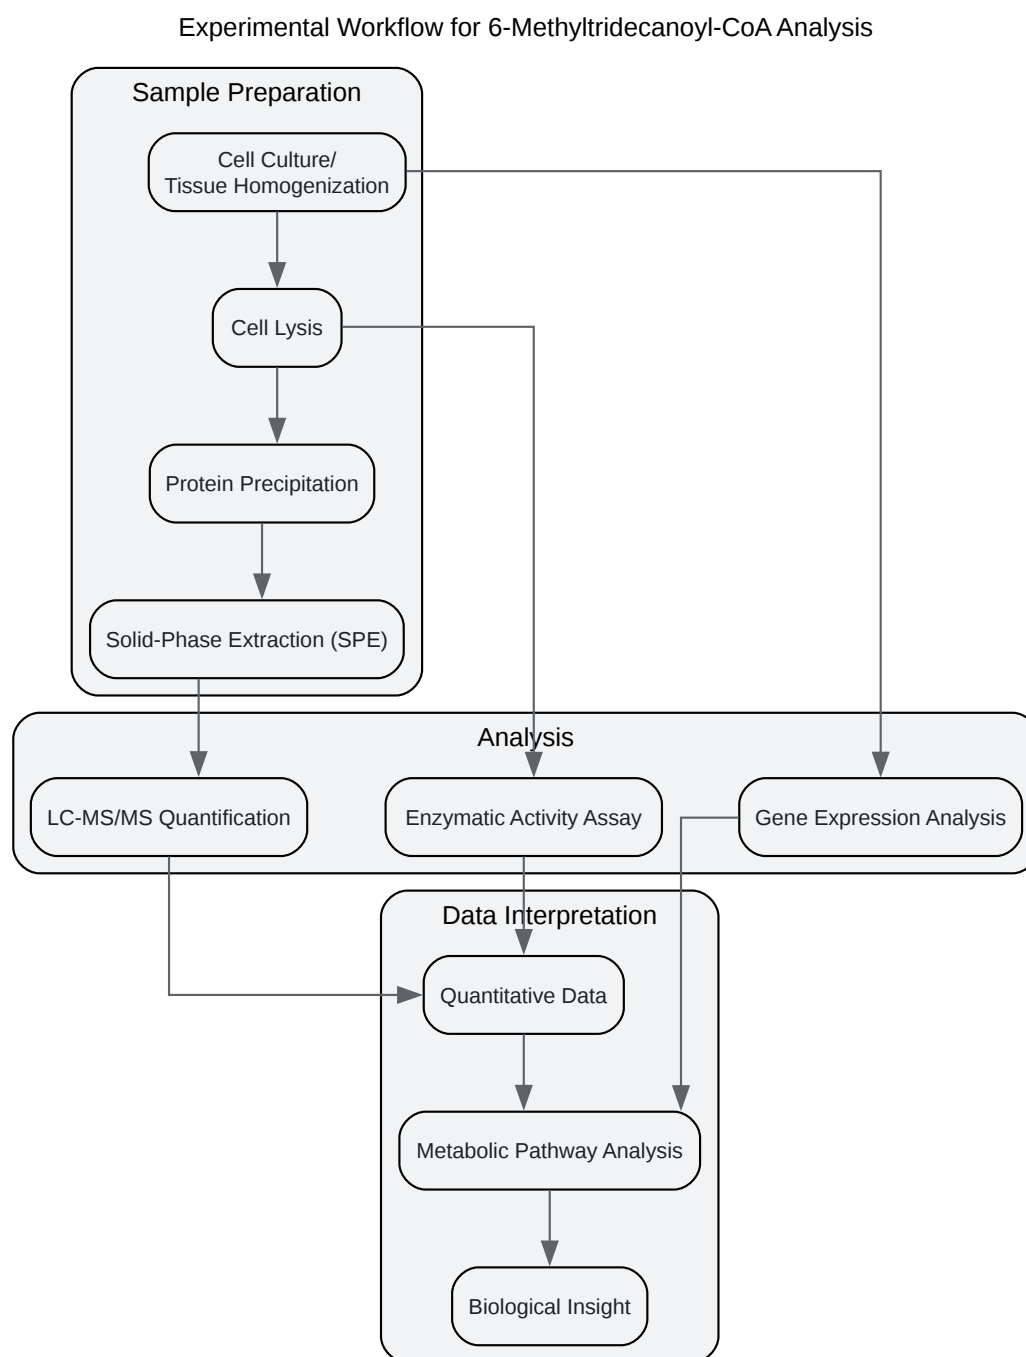 Experimental Workflow for 6-Methyltridecanoyl-CoA Analysis
Sample Preparation
Cell Culture/
Tissue Homogenization
Cell Lysis
Protein Precipitation
Solid-Phase Extraction (SPE)
Analysis
LC-MS/MS Quantification
Enzymatic Activity Assay
Gene Expression Analysis
Data Interpretation
Quantitative Data
Metabolic Pathway Analysis
Biological Insight